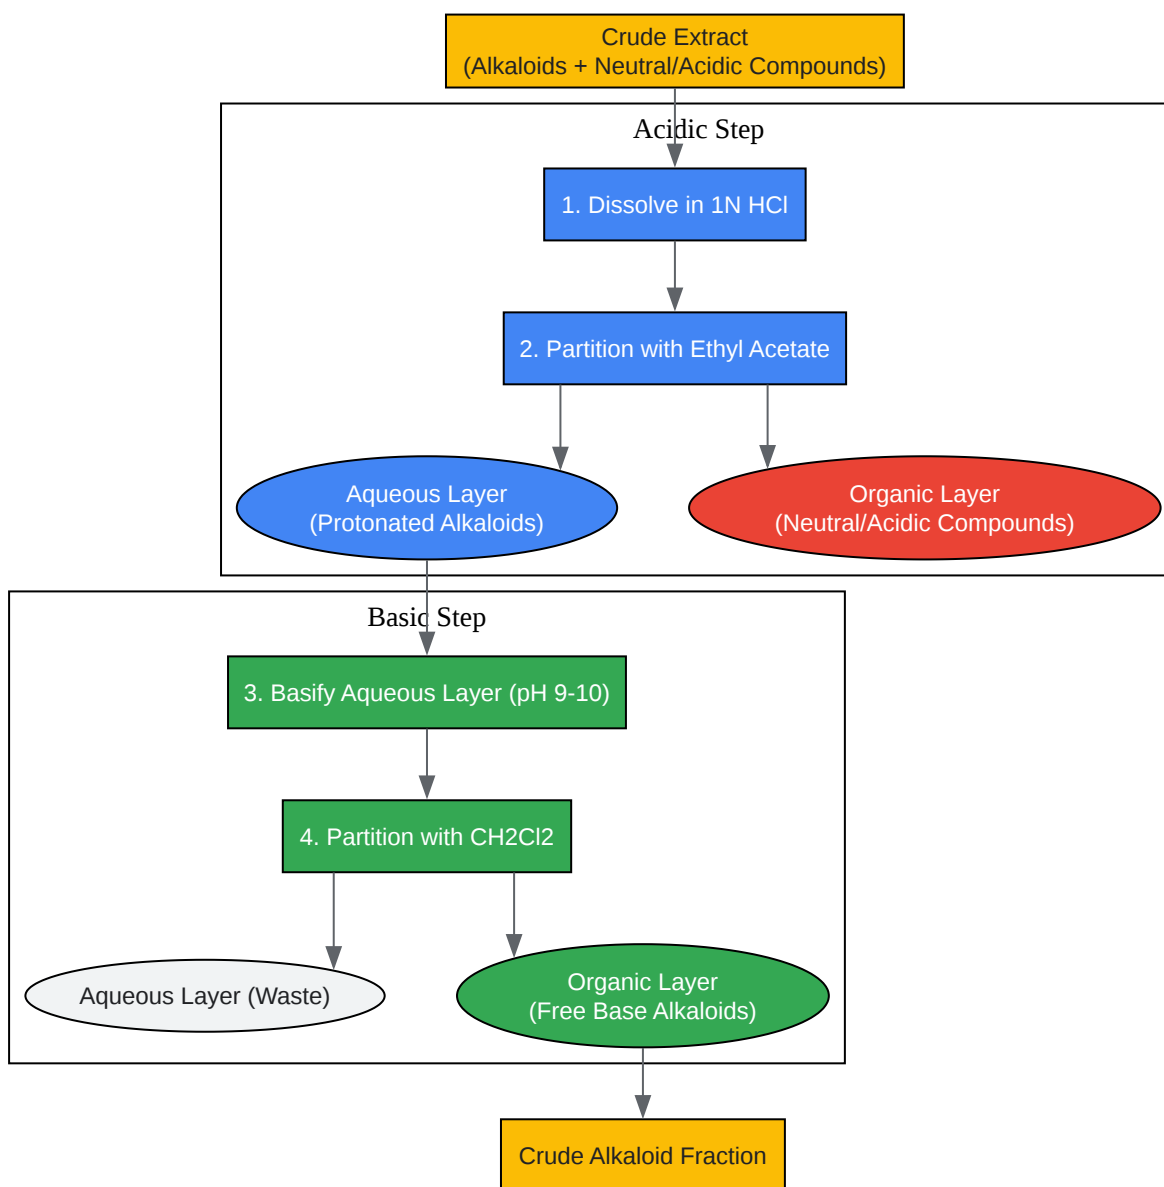 Crude Extract
(Alkaloids + Neutral/Acidic Compounds)
Acidic Step
1. Dissolve in 1N HCl
2. Partition with Ethyl Acetate
Aqueous Layer
(Protonated Alkaloids)
Organic Layer
(Neutral/Acidic Compounds)
Basic Step
3. Basify Aqueous Layer (pH 9-10)
4. Partition with CH2Cl2
Aqueous Layer (Waste)
Organic Layer
(Free Base Alkaloids)
Crude Alkaloid Fraction